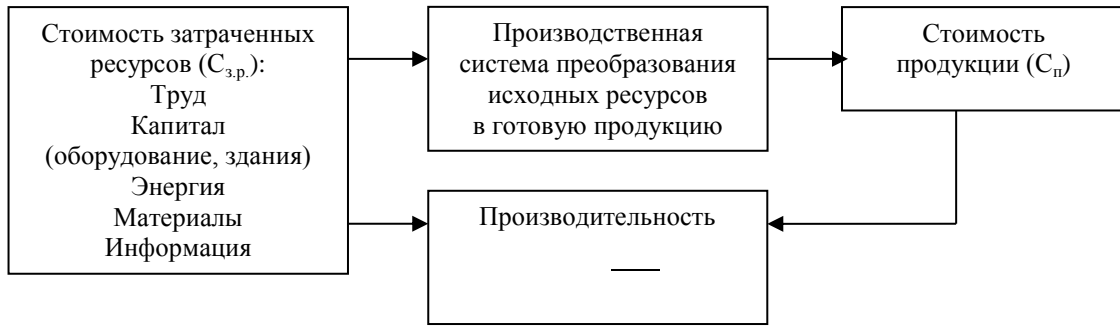 Стоимость затраченных
ресурсов (Сз.р.):
Труд
Капитал
(оборудование, здания)
Энергия
Материалы
Информация
Производственная
система преобразования
исходных ресурсов
в готовую продукцию
Стоимость
продукции (Сп)
Производительность